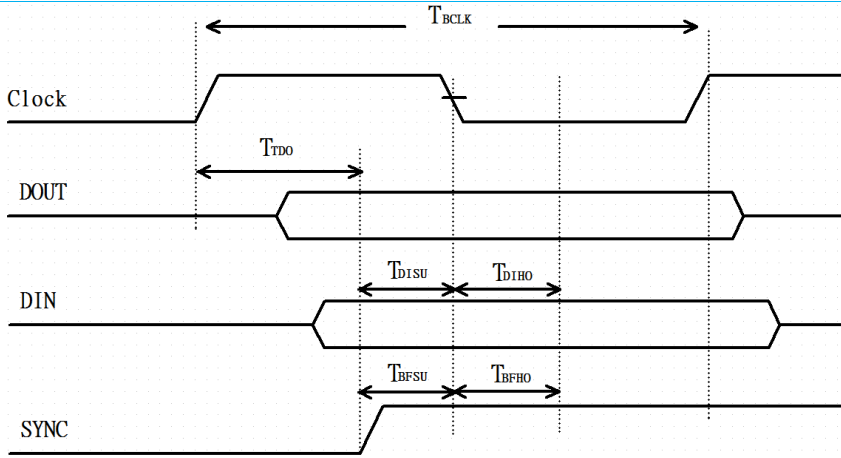 TBCLK
Clock
TTDO
DOUT
TDISU TDIHO
DIN
TBFSU TBFHO
SYNC